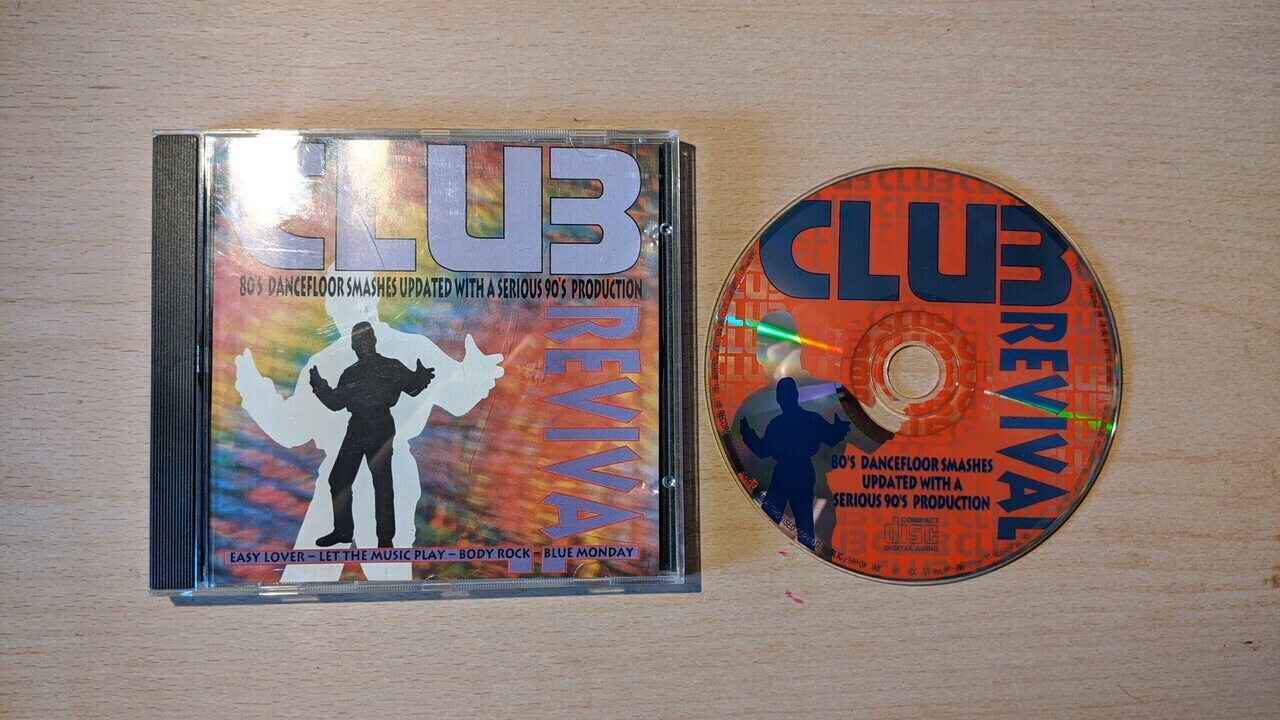 CLUB
80'S DANCEFLOOR SMASHES UPDATED WITH A SERIOUS 90'S PRODUCTION
REVIVAL
EASY LOVER – LET THE MUSIC PLAY – BODY ROCK – BLUE MONDAY
CLUB
REVIVAL
80'S DANCEFLOOR SMASHES
UPDATED WITH A
SERIOUS 90'S PRODUCTION
COMPACT
disc
DIGITAL AUDIO